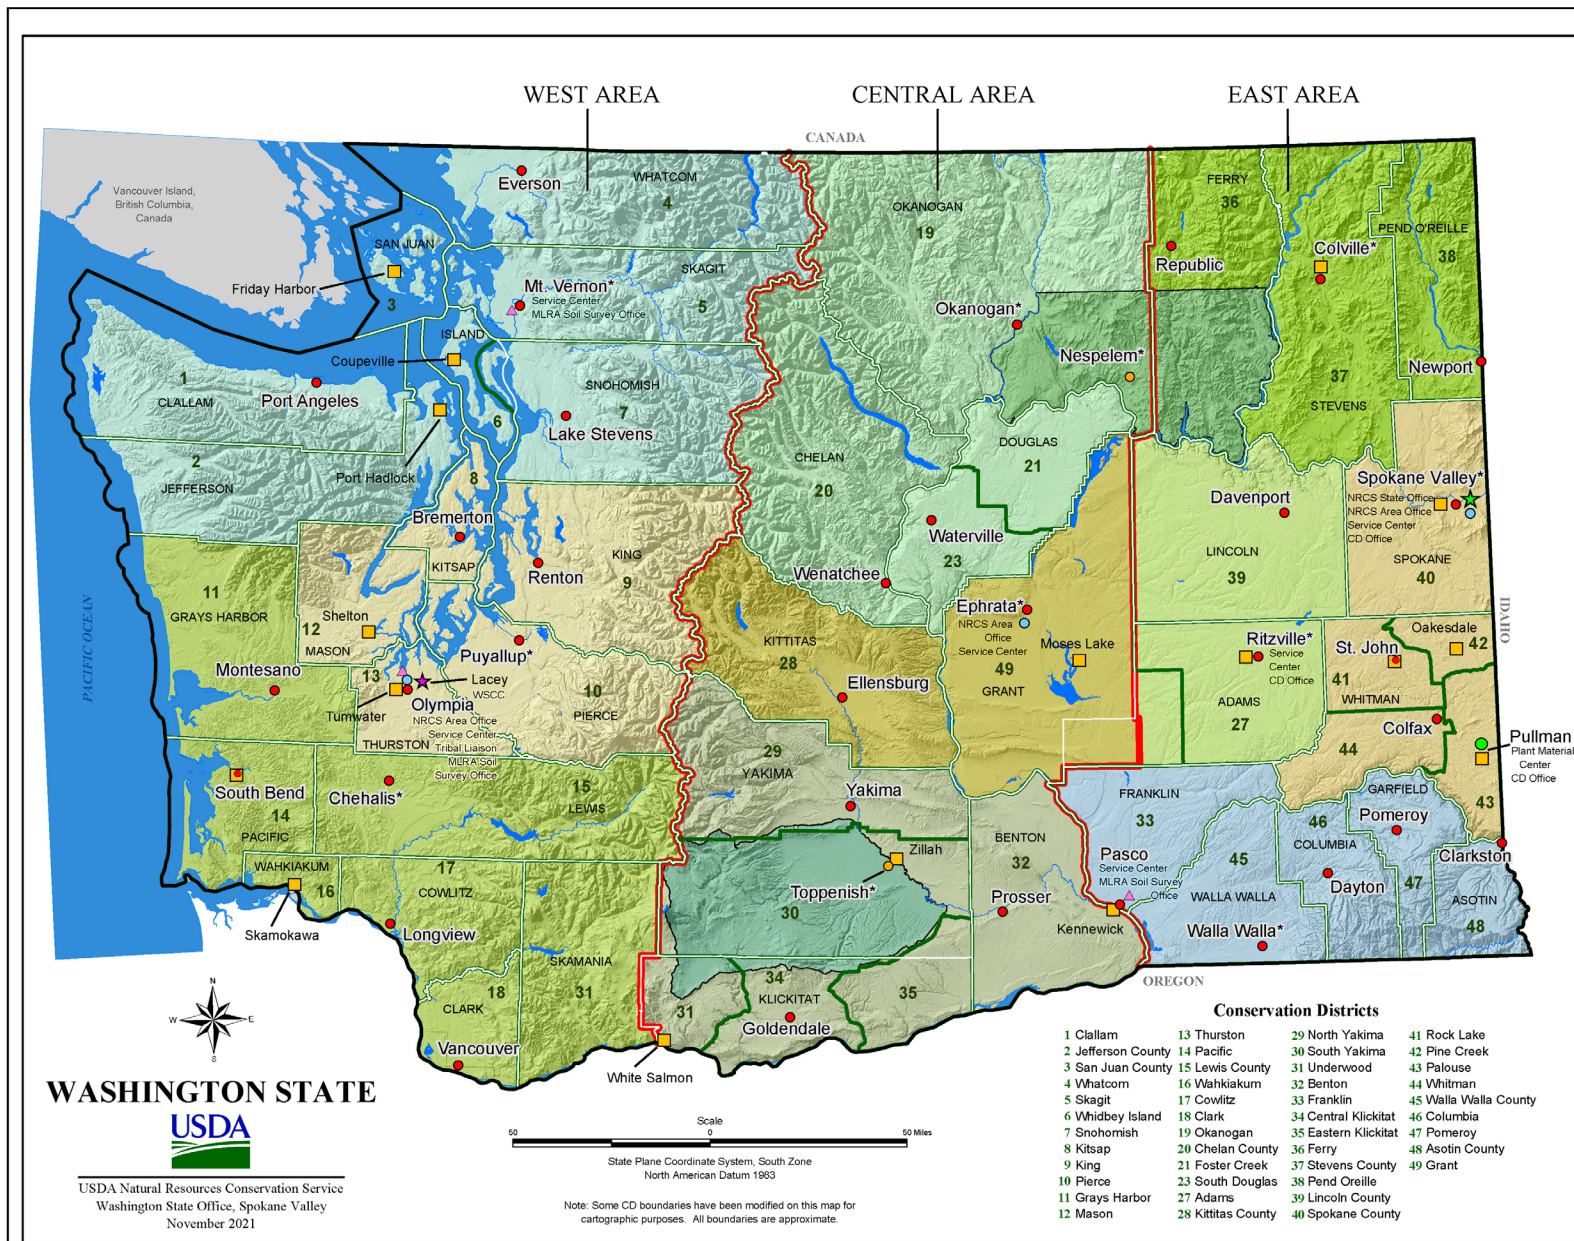 WEST AREA
CENTRAL AREA
EAST AREA
CANADA
Vancouver Island,
British Columbia,
Canada
Everson
WHATCOM
4
OKANOGAN
19
FERRY
36
PEND O'REILLE
38
SAN JUAN
Friday Harbor
3
SKAGIT
5
Mt. Vernon*
Service Center
MLRA Soil Survey Office
Republic
Colville*
Okanogan*
Nespelem*
ISLAND
Coupeville
6
SNOHOMISH
7
Lake Stevens
Newport
37
STEVENS
1
CLALLAM
Port Angeles
Port Hadlock
2
JEFFERSON
8
Bremerton
KITSAP
CHELAN
20
DOUGLAS
21
Waterville
23
Wenatchee
Davenport
LINCOLN
39
Spokane Valley*
NRCS State Office
NRCS Area Office
Service Center
CD Office
SPOKANE
40
KING
9
Renton
11
GRAYS HARBOR
Montesano
Shelton
12
MASON
PACIFIC OCEAN
IDAHO
KITTITAS
28
Ellensburg
Ephrata*
NRCS Area
Office
Service Center
Moses Lake
49
GRANT
Ritzville*
Service
Center
CD Office
ADAMS
27
St. John
41
WHITMAN
Oakesdale
42
Colfax
44
Pullman
Plant Material
Center
CD Office
43
Puyallup*
10
PIERCE
13
Lacey
WSCC
Tumwater
Olympia
NRCS Area Office
Service Center
Tribal Liaison
MLRA Soil
Survey Office
THURSTON
South Bend
14
PACIFIC
Chehalis*
15
LEWIS
29
YAKIMA
Yakima
Zillah
Toppenish*
30
BENTON
32
Prosser
FRANKLIN
33
Pasco
Service Center
MLRA Soil Survey
Office
Kennewick
45
WALLA WALLA
Walla Walla*
46
COLUMBIA
Dayton
GARFIELD
Pomeroy
47
Clarkston
ASOTIN
48
WAHKIAKUM
16
Skamokawa
17
COWLITZ
Longview
SKAMANIA
31
18
CLARK
Vancouver
31
White Salmon
34
KLICKITAT
Goldendale
35
OREGON
N
W
E
S
WASHINGTON STATE
USDA
USDA Natural Resources Conservation Service
Washington State Office, Spokane Valley
November 2021
Scale
50 0 50 Miles
State Plane Coordinate System, South Zone
North American Datum 1983
Note: Some CD boundaries have been modified on this map for
cartographic purposes. All boundaries are approximate.
Conservation Districts
1 Clallam
2 Jefferson County
3 San Juan County
4 Whatcom
5 Skagit
6 Whidbey Island
7 Snohomish
8 Kitsap
9 King
10 Pierce
11 Grays Harbor
12 Mason
13 Thurston
14 Pacific
15 Lewis County
16 Wahkiakum
17 Cowlitz
18 Clark
19 Okanogan
20 Chelan County
21 Foster Creek
23 South Douglas
27 Adams
28 Kittitas County
29 North Yakima
30 South Yakima
31 Underwood
32 Benton
33 Franklin
34 Central Klickitat
35 Eastern Klickitat
36 Ferry
37 Stevens County
38 Pend Oreille
39 Lincoln County
40 Spokane County
41 Rock Lake
42 Pine Creek
43 Palouse
44 Whitman
45 Walla Walla County
46 Columbia
47 Pomeroy
48 Asotin County
49 Grant